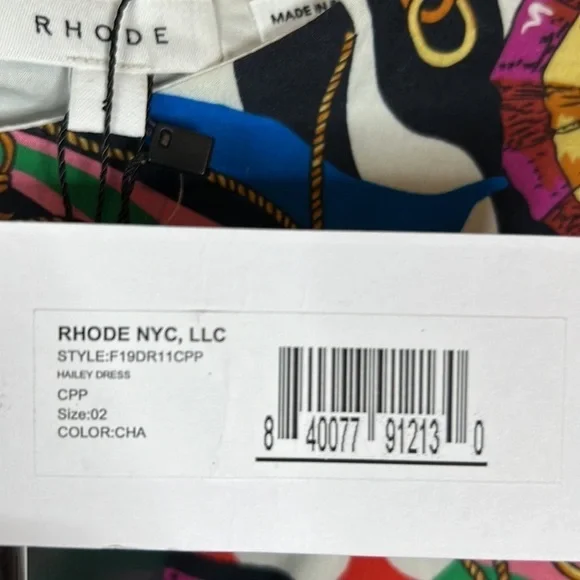 RHODE
MADE IN
RHODE NYC, LLC
STYLE:F19DR11CPP
HAILEY DRESS
CPP
Size:02
COLOR:CHA
8 40077 91213 0